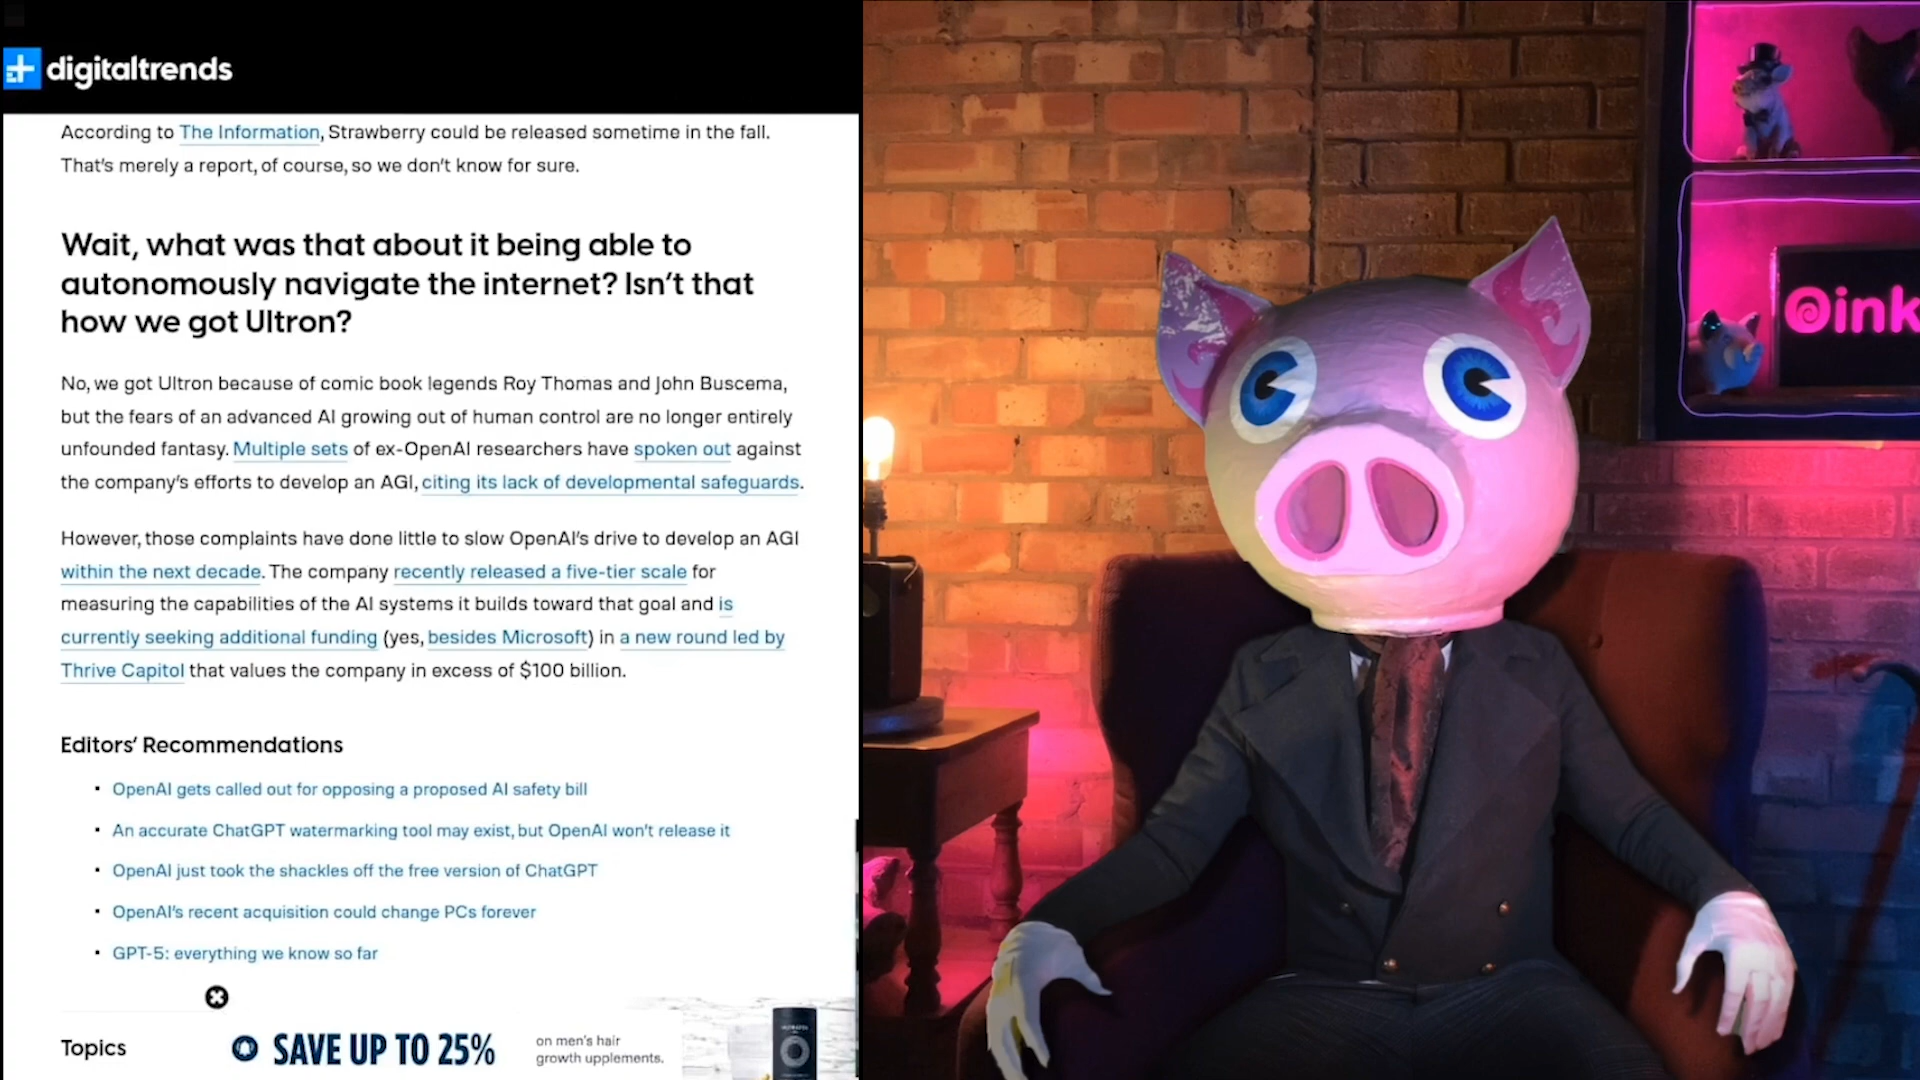 digitaltrends
According to The Information, Strawberry could be released sometime in the fall.
That's merely a report, of course, so we don't know for sure.
Wait, what was that about it being able to
autonomously navigate the internet? Isn't that
how we got Ultron?
No, we got Ultron because of comic book legends Roy Thomas and John Buscema,
but the fears of an advanced AI growing out of human control are no longer entirely
unfounded fantasy. Multiple sets of ex-OpenAI researchers have spoken out against
the company's efforts to develop an AGI, citing its lack of developmental safeguards.
However, those complaints have done little to slow OpenAI's drive to develop an AGI
within the next decade. The company recently released a five-tier scale for
measuring the capabilities of the AI systems it builds toward that goal and is
currently seeking additional funding (yes, besides Microsoft) in a new round led by
Thrive Capitol that values the company in excess of $100 billion.
Editors' Recommendations
OpenAI gets called out for opposing a proposed AI safety bill
An accurate ChatGPT watermarking tool may exist, but OpenAI won't release it
OpenAI just took the shackles off the free version of ChatGPT
OpenAI's recent acquisition could change PCs forever
GPT-5: everything we know so far
Topics
SAVE UP TO 25%
on men's hair
growth upplements.
Oink